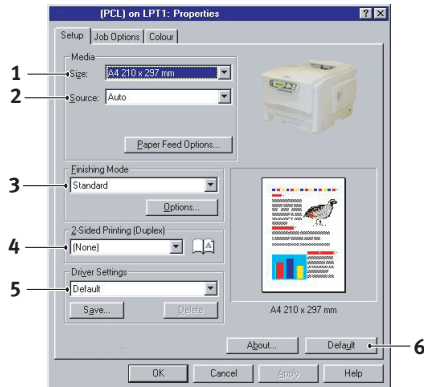 (PCL) on LPT1: Properties
Setup Job Options Colour
Media
1 Size: A4 210 x 297 mm
2 Source: Auto
Paper Feed Options...
Finishing Mode
3 Standard
Options...
2-Sided Printing (Duplex)
4 (None)
Driver Settings
5 Default
Save... Delete
A4 210 x 297 mm
About... Default 6
OK Cancel Apply Help